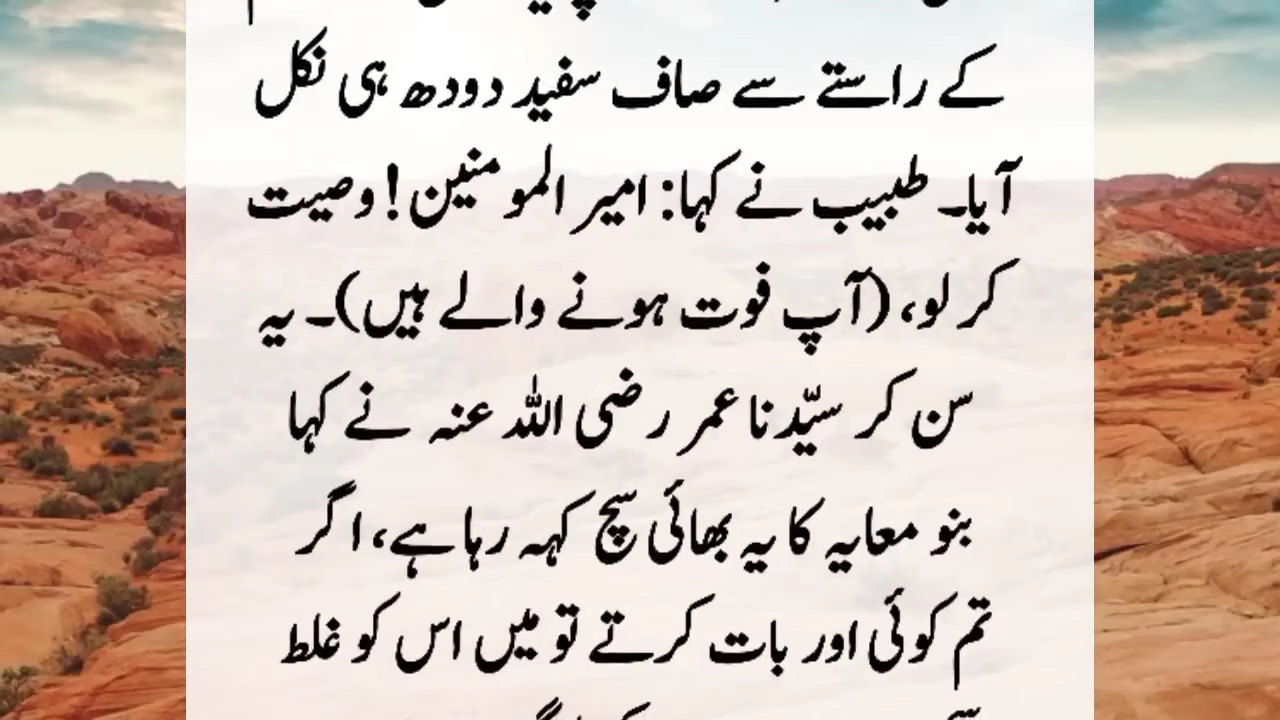 کے راستے سے صاف سفید دودھ ہی نکل
آیا۔ طبیب نے کہا: امیر المومنین! وصیت
کر لو، (آپ فوت ہونے والے ہیں)۔ یہ
سن کر سیّدنا عمر رضی اللہ عنہ نے کہا
بنو معایہ کا یہ بھائی سچ کہہ رہا ہے، اگر
تم کوئی اور بات کرتے تو میں اس کو غلط